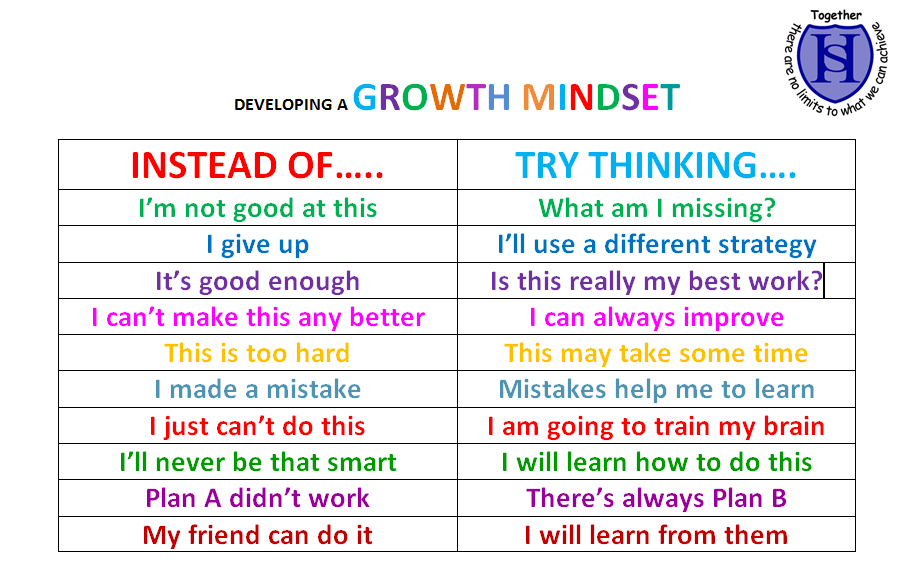 Together
there are no limits to what we can achieve
HS
DEVELOPING A GROWTH MINDSET
INSTEAD OF.....
TRY THINKING....
I'm not good at this
What am I missing?
I give up
I'll use a different strategy
It's good enough
Is this really my best work?
I can't make this any better
I can always improve
This is too hard
This may take some time
I made a mistake
Mistakes help me to learn
I just can't do this
I am going to train my brain
I'll never be that smart
I will learn how to do this
Plan A didn't work
There's always Plan B
My friend can do it
I will learn from them